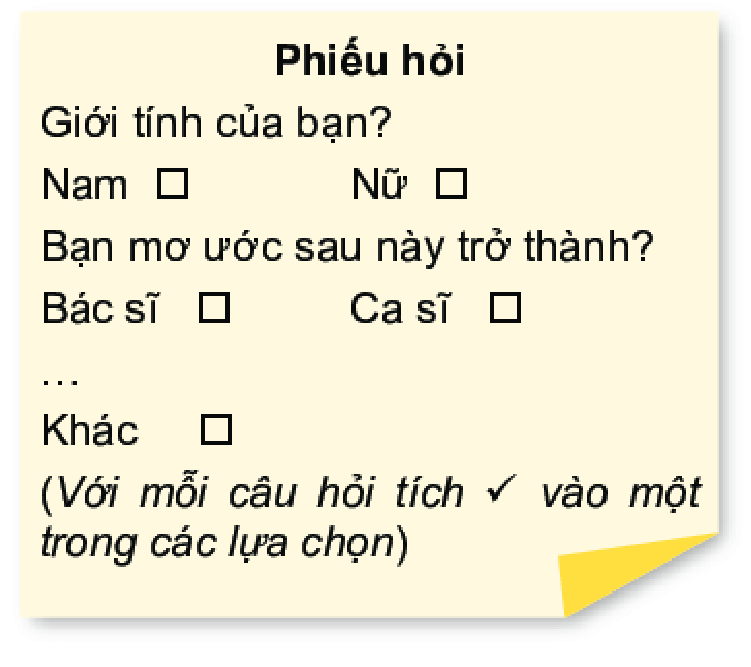 Phiếu hỏi
Giới tính của bạn?
Nam □ Nữ □
Bạn mơ ước sau này trở thành?
Bác sĩ □ Ca sĩ □
...
Khác □
(Với mỗi câu hỏi tích ✓ vào một
trong các lựa chọn)